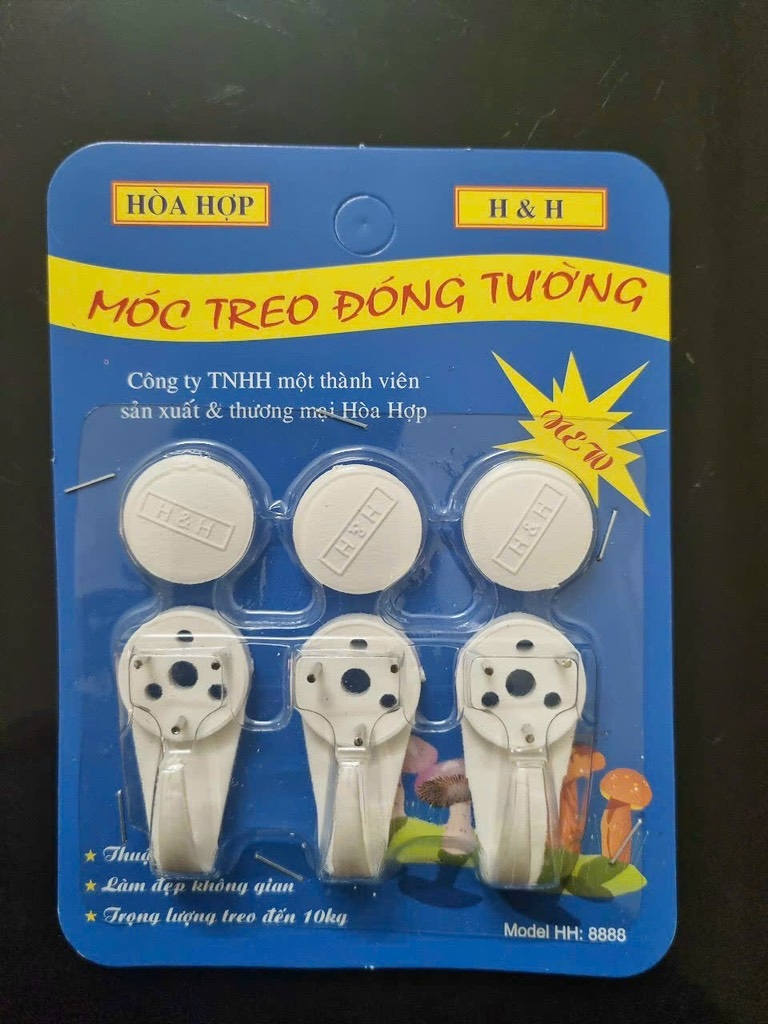 HÒA HỢP
H & H
MÓC TREO ĐÓNG TƯỜNG
Công ty TNHH một thành viên
sản xuất & thương mại Hòa Hợp
NEW
H & H
H & H
H & H
★ Làm đẹp không gian
★ Trọng lượng treo đến 10kg
Model HH: 8888